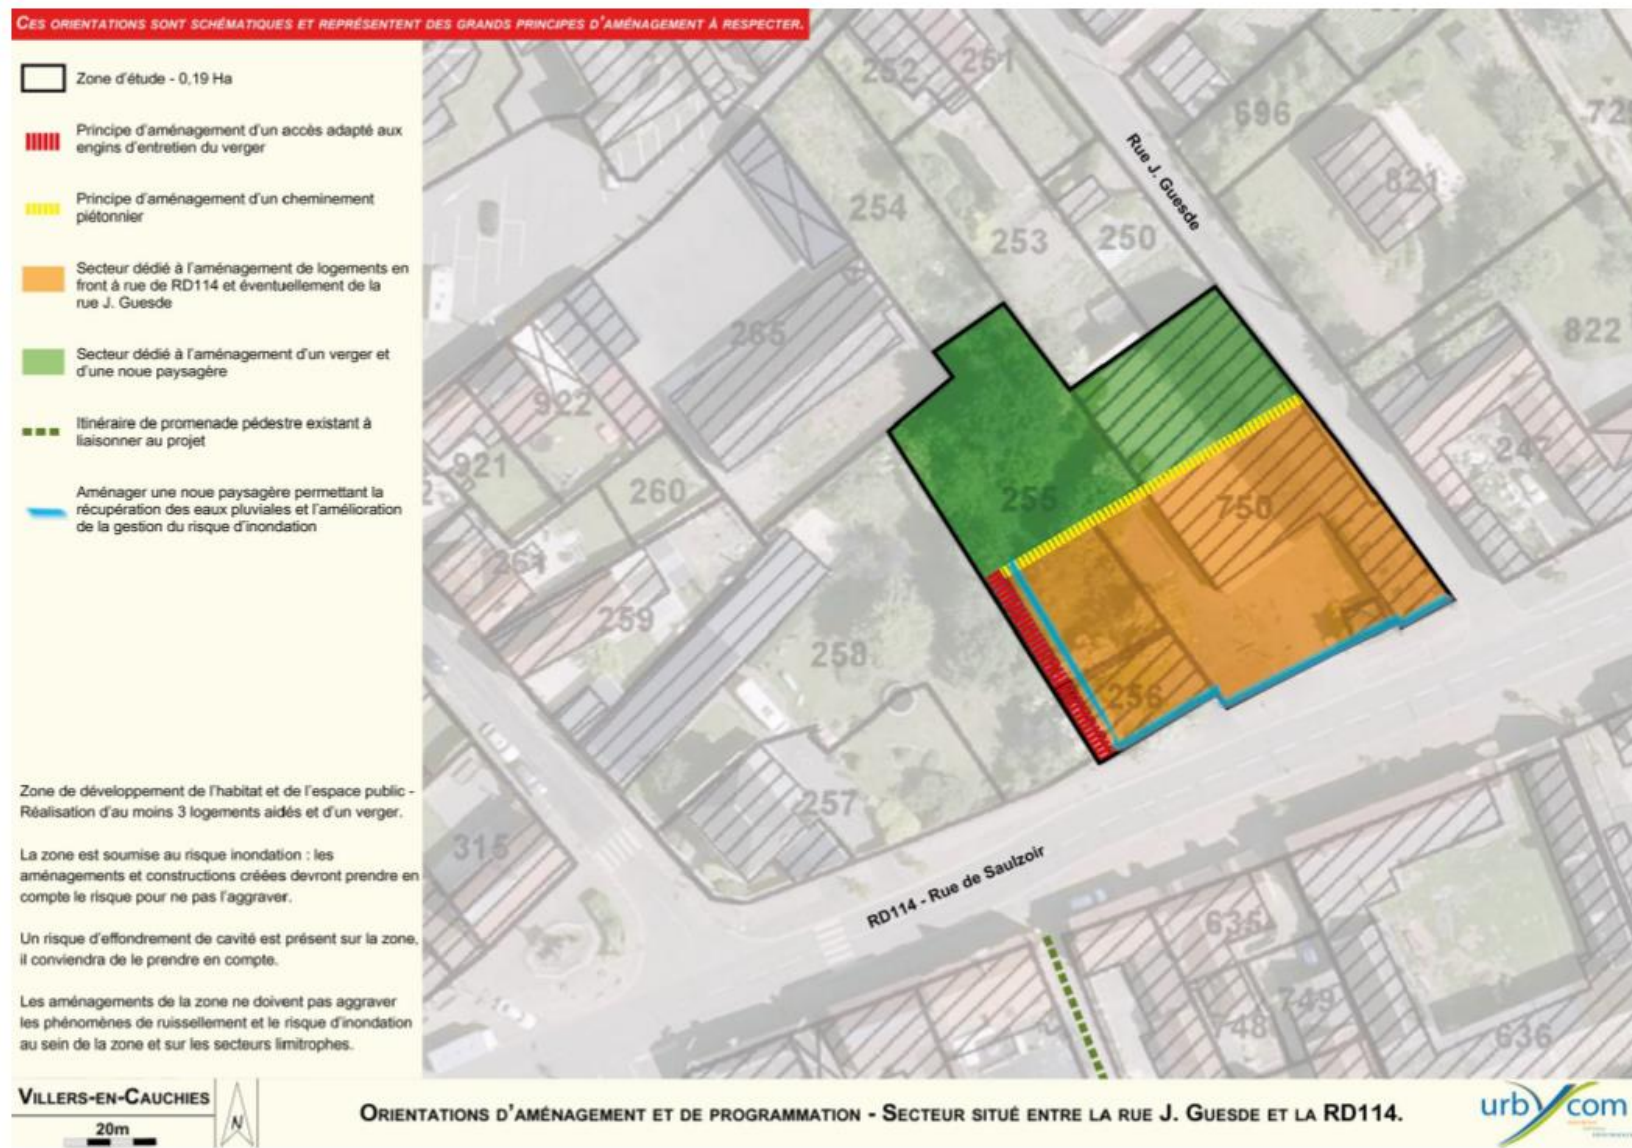 CES ORIENTATIONS SONT SCHÉMATIQUES ET REPRÉSENTENT DES GRANDS PRINCIPES D'AMÉNAGEMENT À RESPECTER.
Zone d'étude - 0,19 Ha
Principe d'aménagement d'un accès adapté aux
engins d'entretien du verger
Principe d'aménagement d'un cheminement
piétonnier
Secteur dédié à l'aménagement de logements en
front à rue de RD114 et éventuellement de la
rue J. Guesde
Secteur dédié à l'aménagement d'un verger et
d'une noue paysagère
Itinéraire de promenade pédestre existant à
liaisonner au projet
Aménager une noue paysagère permettant la
récupération des eaux pluviales et l'amélioration
de la gestion du risque d'inondation
Zone de développement de l'habitat et de l'espace public -
Réalisation d'au moins 3 logements aidés et d'un verger.
La zone est soumise au risque inondation : les
aménagements et constructions créées devront prendre en
compte le risque pour ne pas l'aggraver.
Un risque d'effondrement de cavité est présent sur la zone,
il conviendra de le prendre en compte.
Les aménagements de la zone ne doivent pas aggraver
les phénomènes de ruissellement et le risque d'inondation
au sein de la zone et sur les secteurs limitrophes.
252
251
696
821
254
253
250
Rue J. Guesde
822
265
922
921
260
255
750
247
261
259
258
256
257
315
RD114 - Rue de Saulzoir
635
749
748
636
VILLERS-EN-CAUCHIES
20m
N
ORIENTATIONS D'AMÉNAGEMENT ET DE PROGRAMMATION - SECTEUR SITUÉ ENTRE LA RUE J. GUESDE ET LA RD114.
urbycom